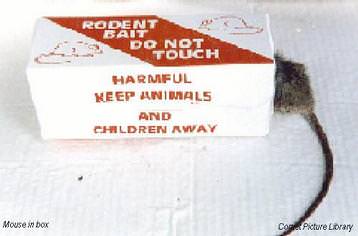 RODENT
BAIT
DO NOT
TOUCH
HARMFUL
KEEP ANIMALS
AND
CHILDREN AWAY
Mouse in box
Comet Picture Library